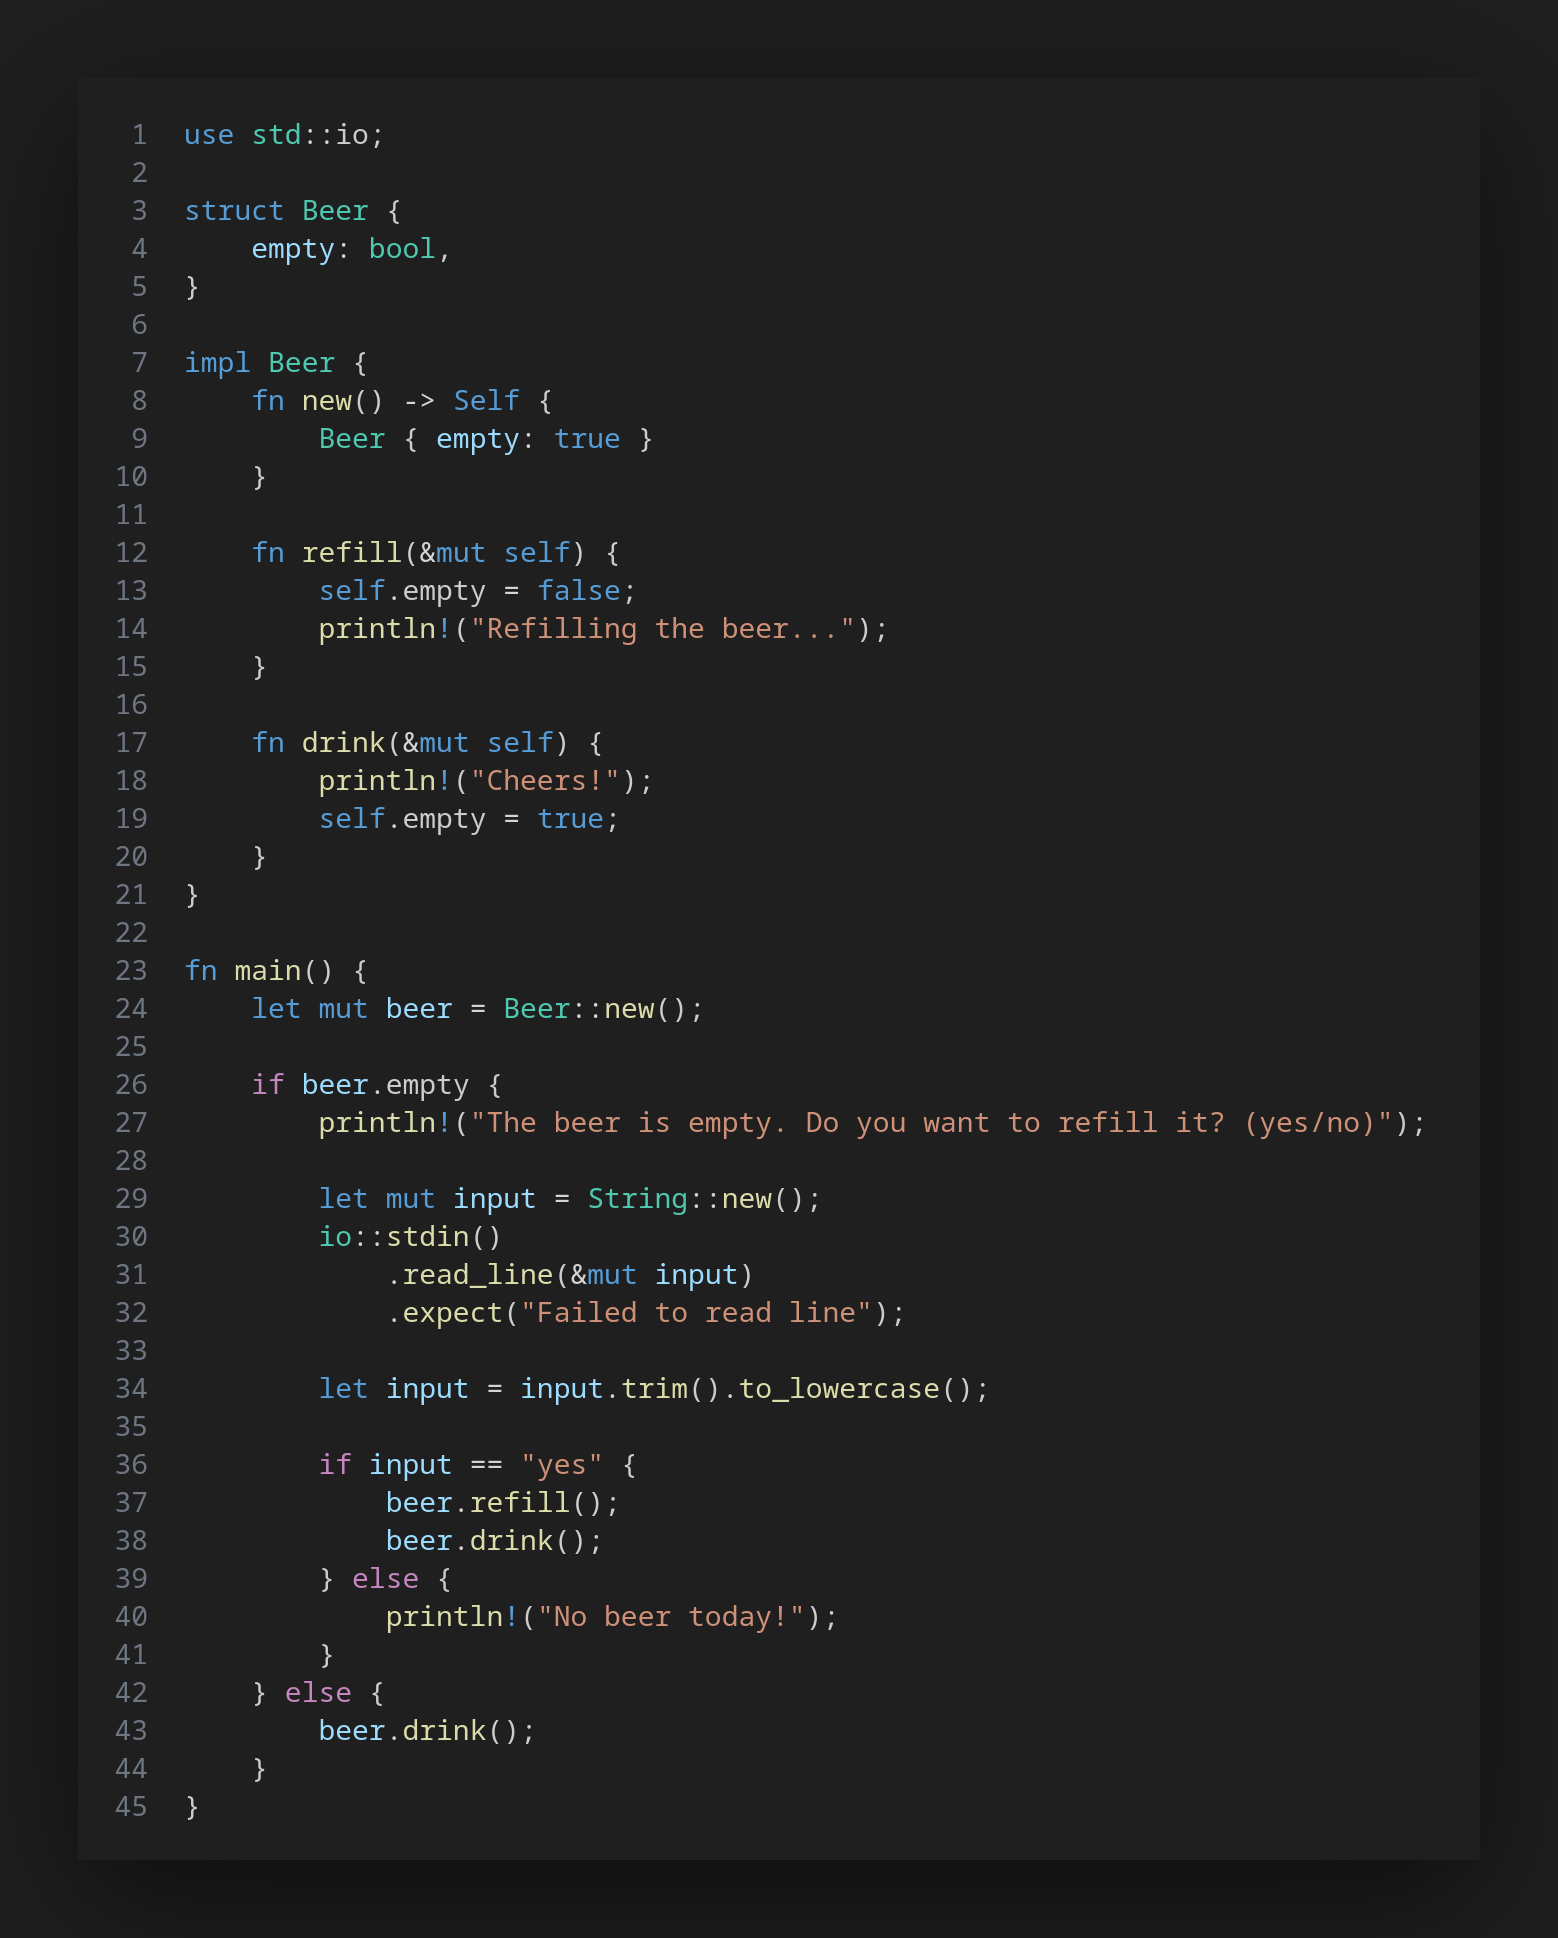 1 use std::io;
2
3 struct Beer {
4     empty: bool,
5 }
6
7 impl Beer {
8     fn new() -> Self {
9         Beer { empty: true }
10     }
11
12     fn refill(&mut self) {
13         self.empty = false;
14         println!("Refilling the beer...");
15     }
16
17     fn drink(&mut self) {
18         println!("Cheers!");
19         self.empty = true;
20     }
21 }
22
23 fn main() {
24     let mut beer = Beer::new();
25
26     if beer.empty {
27         println!("The beer is empty. Do you want to refill it? (yes/no)");
28
29         let mut input = String::new();
30         io::stdin()
31             .read_line(&mut input)
32             .expect("Failed to read line");
33
34         let input = input.trim().to_lowercase();
35
36         if input == "yes" {
37             beer.refill();
38             beer.drink();
39         } else {
40             println!("No beer today!");
41         }
42     } else {
43         beer.drink();
44     }
45 }